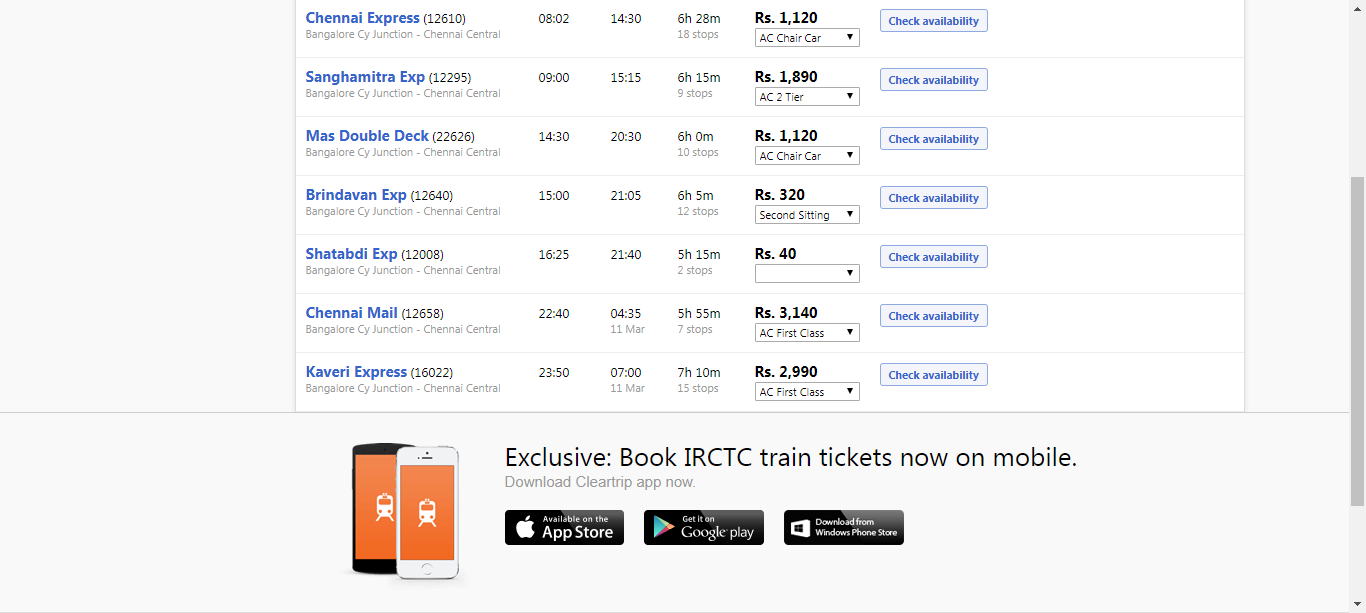 Chennai Express (12610) 08:02 14:30 6h 28m Rs. 1,120 Check availability
Bangalore Cy Junction - Chennai Central 18 stops AC Chair Car
Sanghamitra Exp (12295) 09:00 15:15 6h 15m Rs. 1,890 Check availability
Bangalore Cy Junction - Chennai Central 9 stops AC 2 Tier
Mas Double Deck (22626) 14:30 20:30 6h 0m Rs. 1,120 Check availability
Bangalore Cy Junction - Chennai Central 10 stops AC Chair Car
Brindavan Exp (12640) 15:00 21:05 6h 5m Rs. 320 Check availability
Bangalore Cy Junction - Chennai Central 12 stops Second Sitting
Shatabdi Exp (12008) 16:25 21:40 5h 15m Rs. 40 Check availability
Bangalore Cy Junction - Chennai Central 2 stops
Chennai Mail (12658) 22:40 04:35 5h 55m Rs. 3,140 Check availability
Bangalore Cy Junction - Chennai Central 11 Mar 7 stops AC First Class
Kaveri Express (16022) 23:50 07:00 7h 10m Rs. 2,990 Check availability
Bangalore Cy Junction - Chennai Central 11 Mar 15 stops AC First Class
Exclusive: Book IRCTC train tickets now on mobile.
Download Cleartrip app now.
Available on the App Store
Get it on Google play
Download from Windows Phone Store